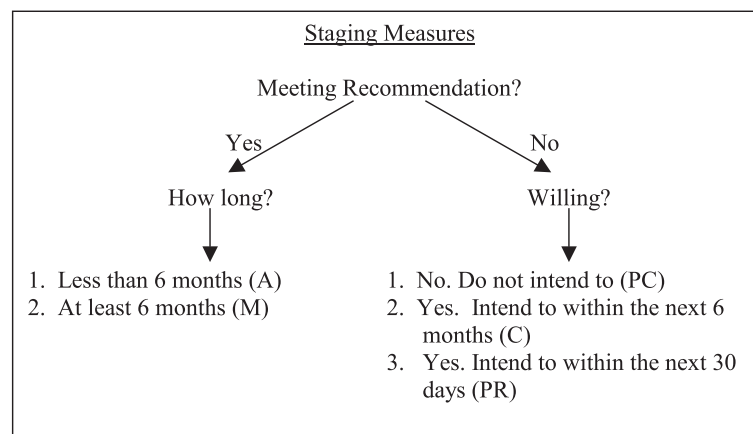 Staging Measures
Meeting Recommendation?
Yes
No
How long?
Willing?
1. Less than 6 months (A)
2. At least 6 months (M)
1. No. Do not intend to (PC)
2. Yes. Intend to within the next 6
months (C)
3. Yes. Intend to within the next 30
days (PR)